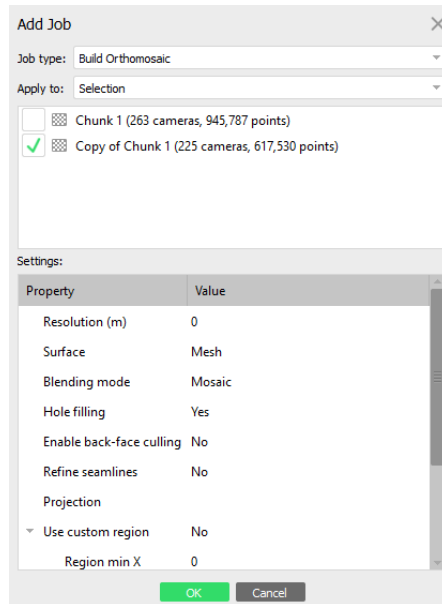 Add Job
Job type: Build Orthomosaic
Apply to: Selection
Chunk 1 (263 cameras, 945,787 points)
Copy of Chunk 1 (225 cameras, 617,530 points)
Settings:
Property Value
Resolution (m) 0
Surface Mesh
Blending mode Mosaic
Hole filling Yes
Enable back-face culling No
Refine seamlines No
Projection
Use custom region No
Region min X 0
OK Cancel